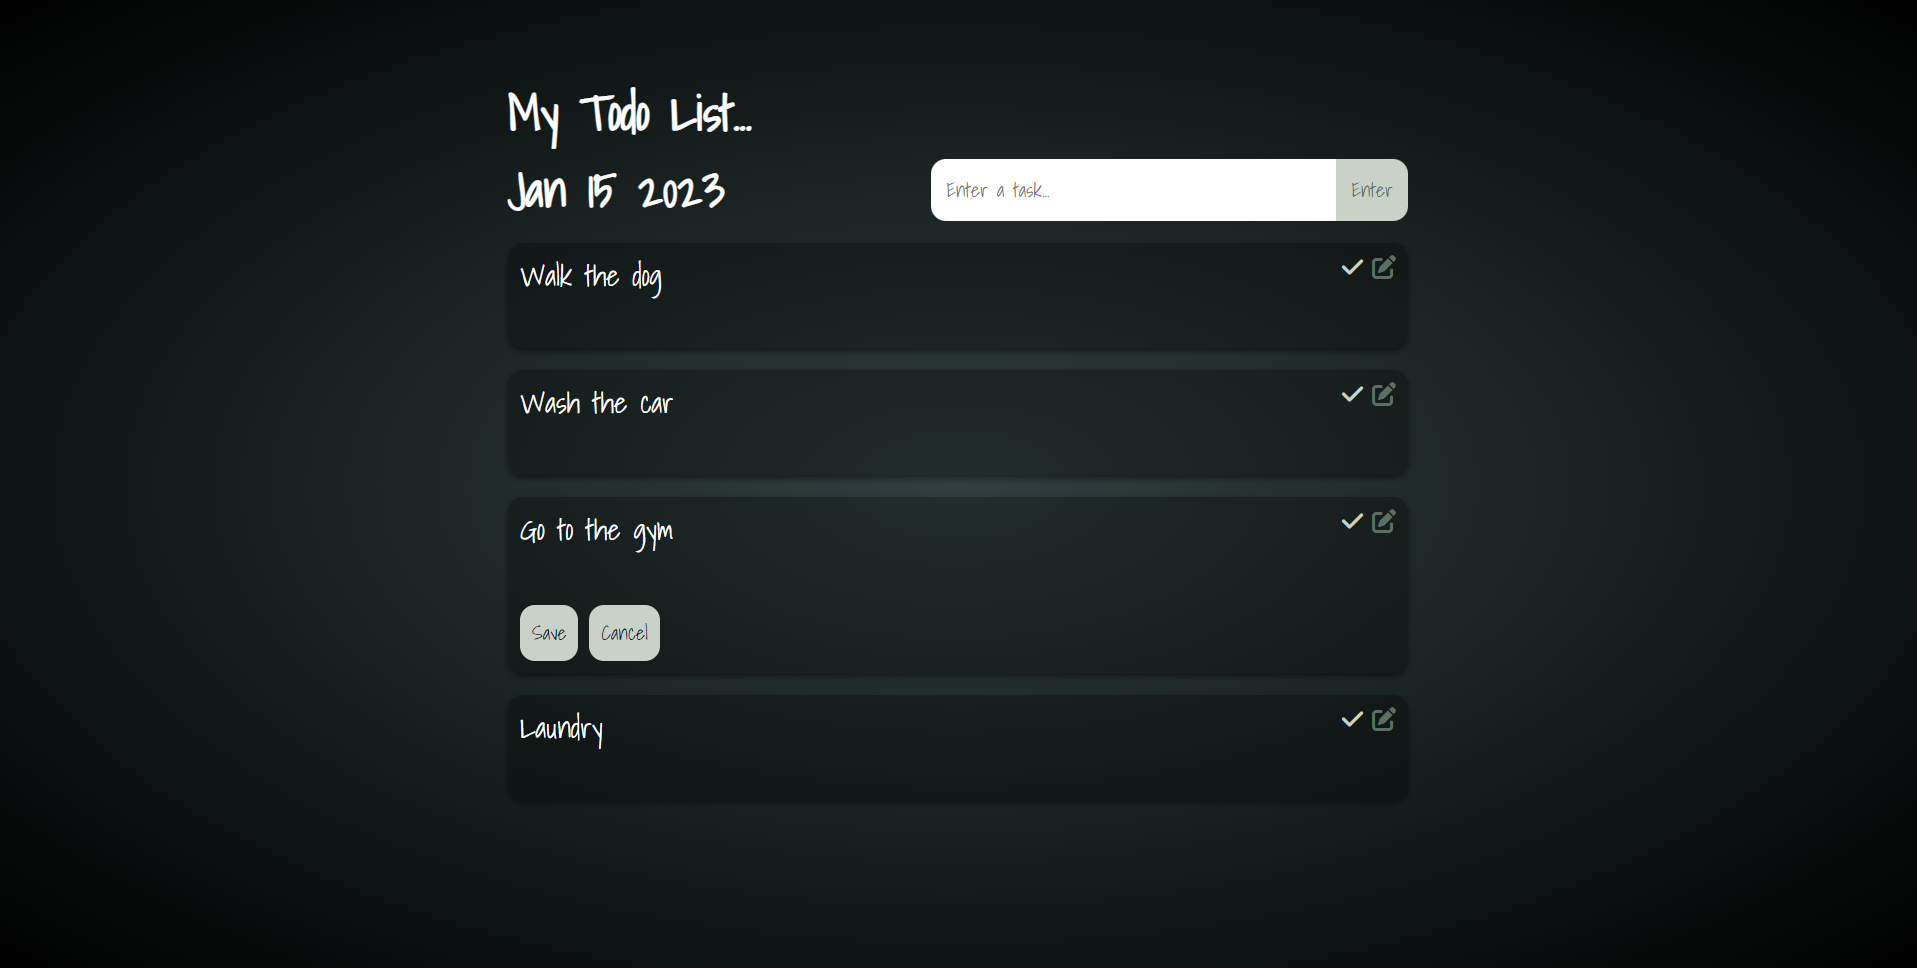 My Todo List...
Jan 15 2023
Enter a task...
Enter
Walk the dog
Wash the car
Go to the gym
Save
Cancel
Laundry